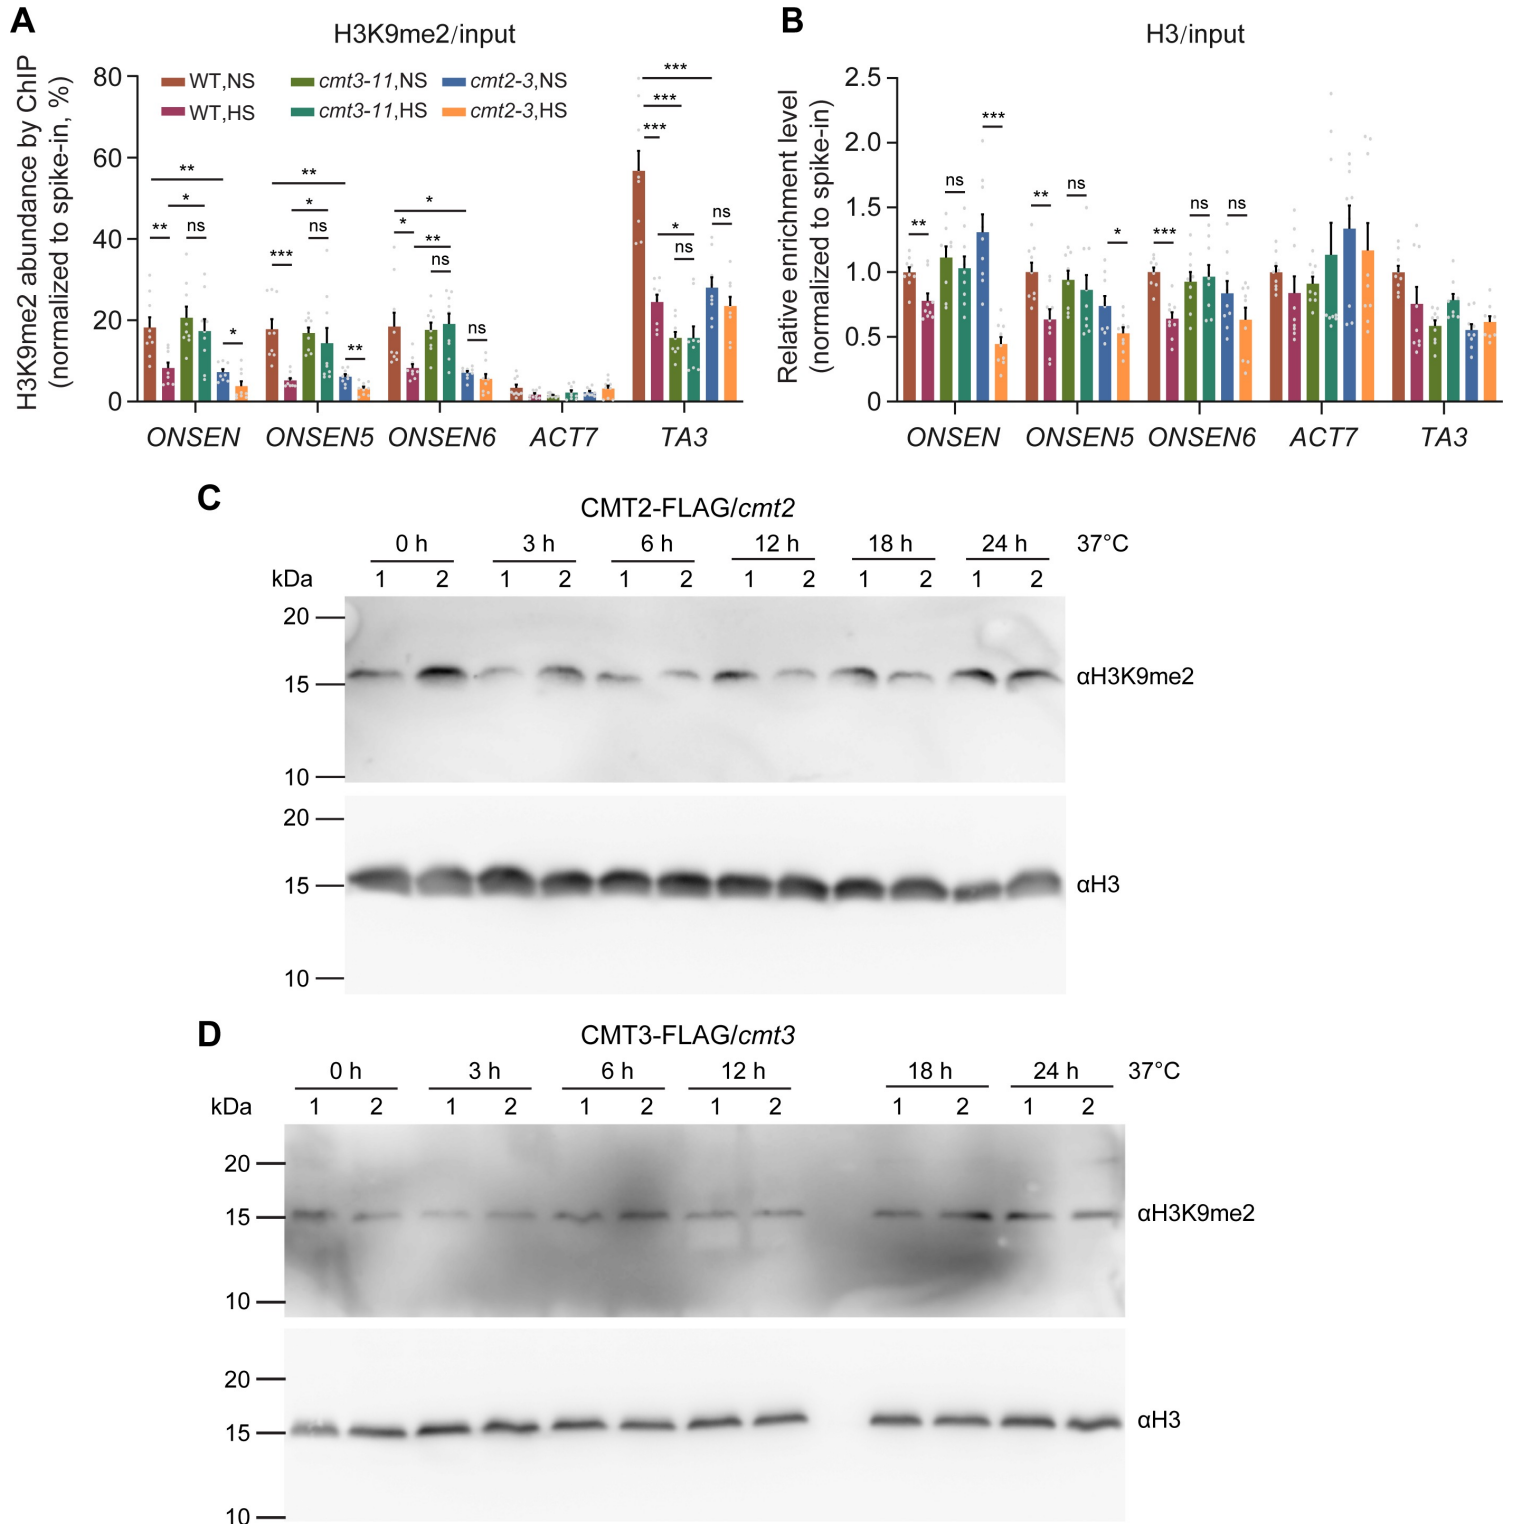 A
H3K9me2/input
H3K9me2 abundance by ChIP
(normalized to spike-in, %)
80
60
40
20
0
WT,NS
cmt3-11,NS
cmt2-3,NS
WT,HS
cmt3-11,HS
cmt2-3,HS
** ** * ns *
*** ** * ns **
* * ** ns ns
*** *** *** * ns ns
ONSEN ONSEN5 ONSEN6 ACT7 TA3
B
H3/input
Relative enrichment level
(normalized to spike-in)
2.5
2.0
1.5
1.0
0.5
0
** ns ***
** ns *
*** ns ns
ONSEN ONSEN5 ONSEN6 ACT7 TA3
C
CMT2-FLAG/cmt2
0 h 3 h 6 h 12 h 18 h 24 h 37°C
kDa 1 2 1 2 1 2 1 2 1 2 1 2
20
15
10
αH3K9me2
20
15
10
αH3
D
CMT3-FLAG/cmt3
0 h 3 h 6 h 12 h 18 h 24 h 37°C
kDa 1 2 1 2 1 2 1 2 1 2 1 2
20
15
10
αH3K9me2
20
15
10
αH3